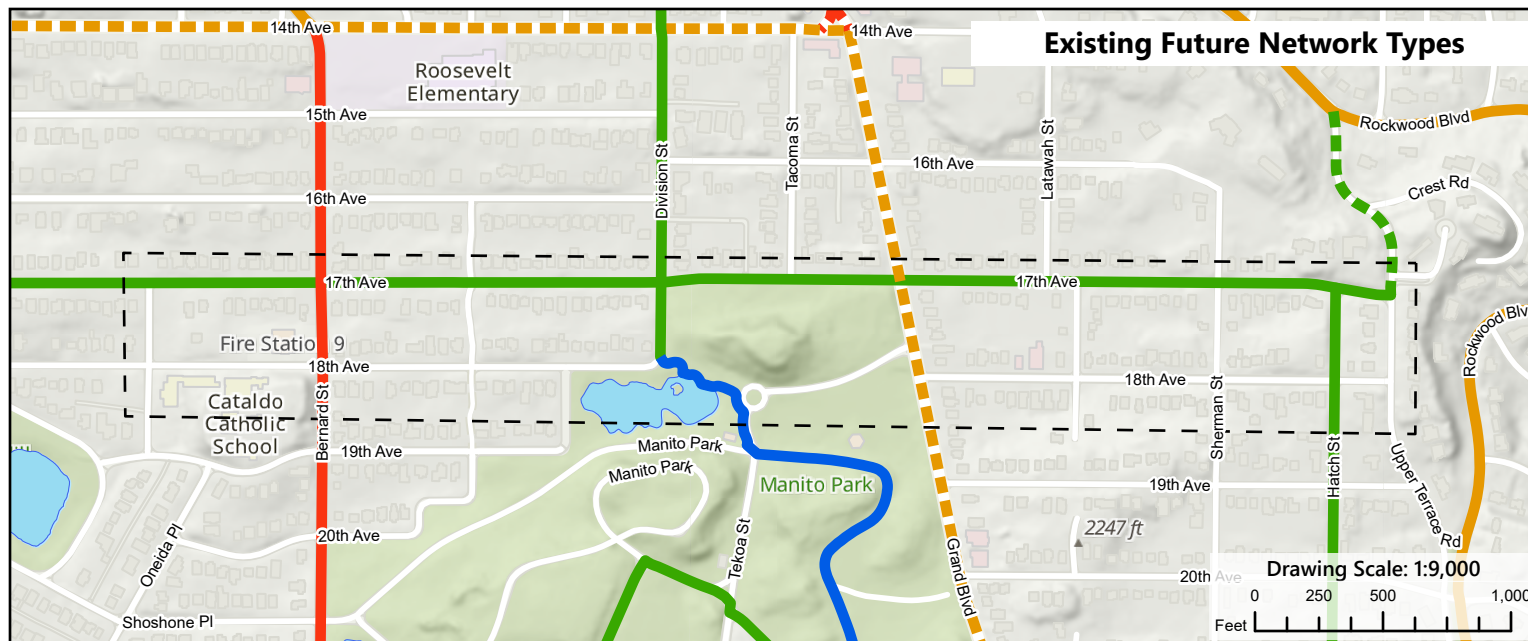 14th Ave
14th Ave
Existing Future Network Types
Roosevelt
Elementary
15th Ave
Rockwood Blvd
Division St
Tacoma St
Latawah St
16th Ave
Crest Rd
16th Ave
17th Ave
17th Ave
Rockwood Blv
Fire Station 9
18th Ave
18th Ave
Cataldo
Catholic
School
Bernard St
Sherman St
Hatch St
Manito Park
19th Ave
Manito Park
Manito Park
19th Ave
Upper Terrace Rd
2247 ft
Oneida Pl
20th Ave
Tekoa St
Grand Blvd
20th Ave
Drawing Scale: 1:9,000
0 250 500 1,000
Feet
Shoshone Pl